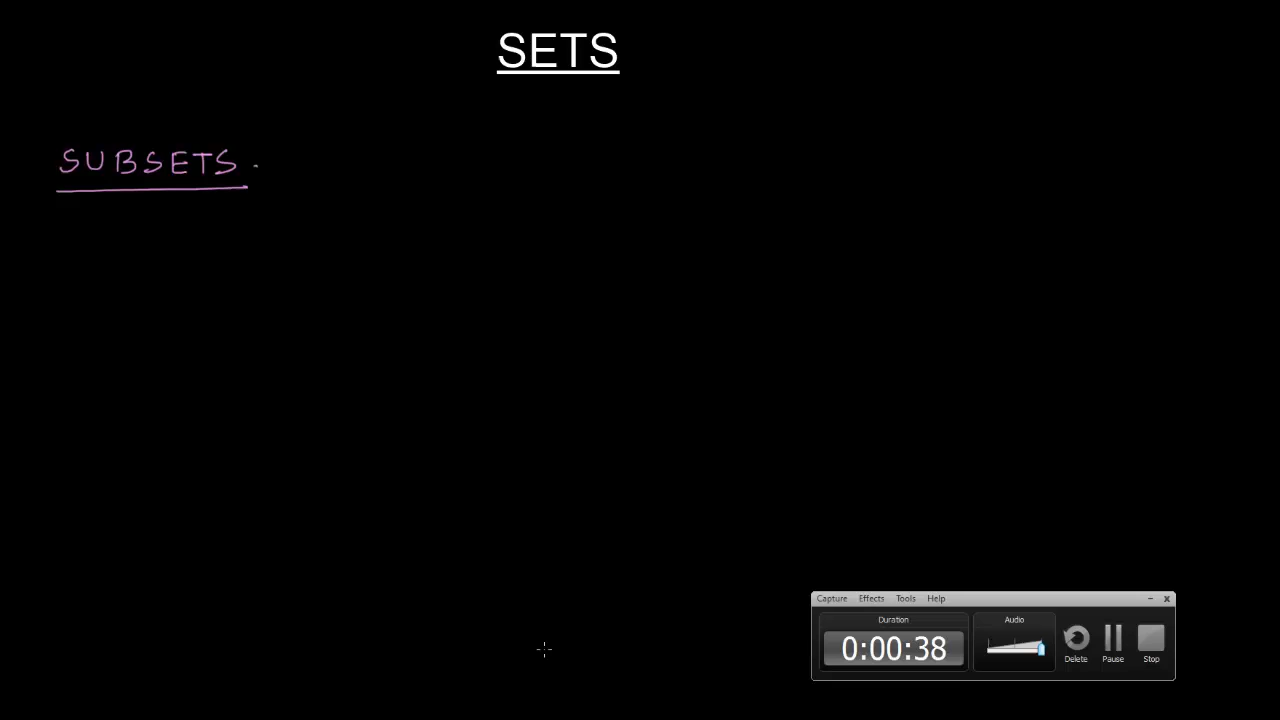 SETS
SUBSETS.
Capture Effects Tools Help
Duration
Audio
0:00:38
Delete Pause Stop